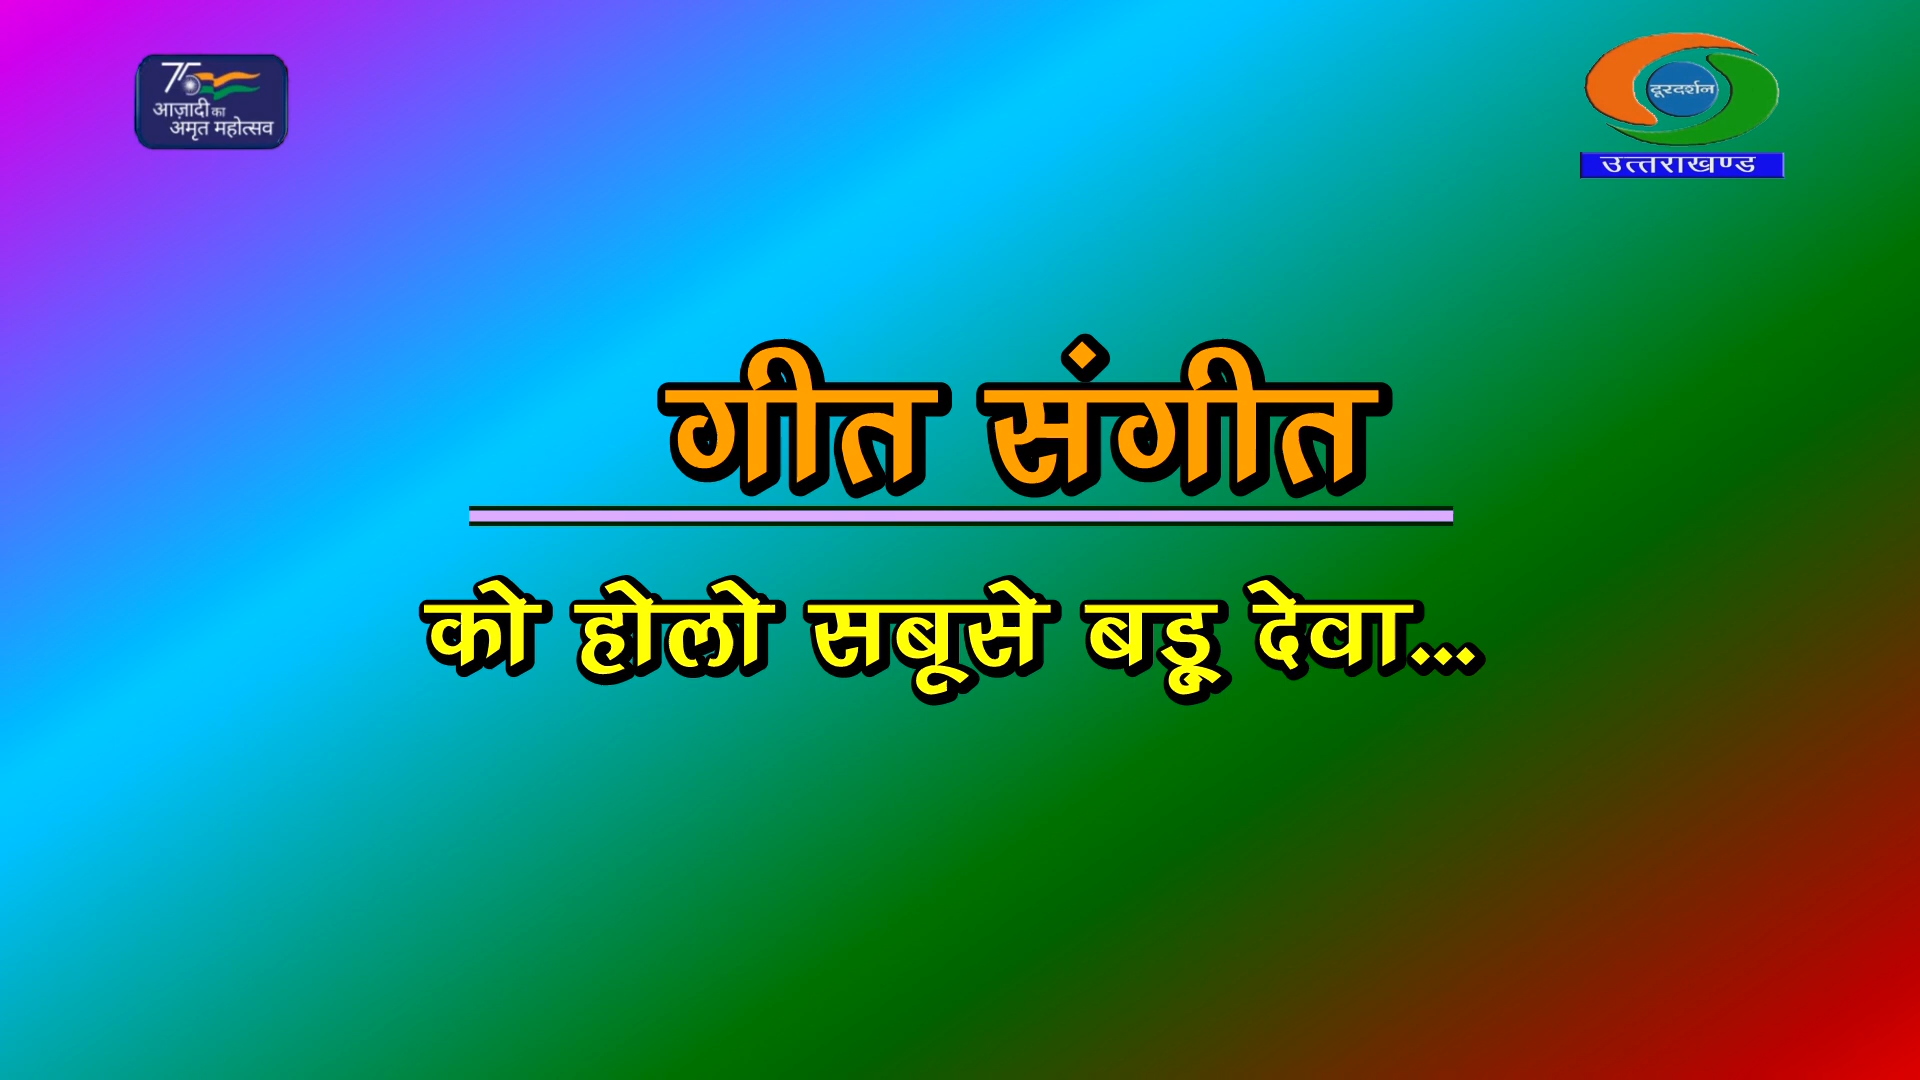 75
आज़ादी का
अमृत महोत्सव
दूरदर्शन
उत्तराखण्ड
गीत संगीत
को होलो सबूसे बड़ू देवा...